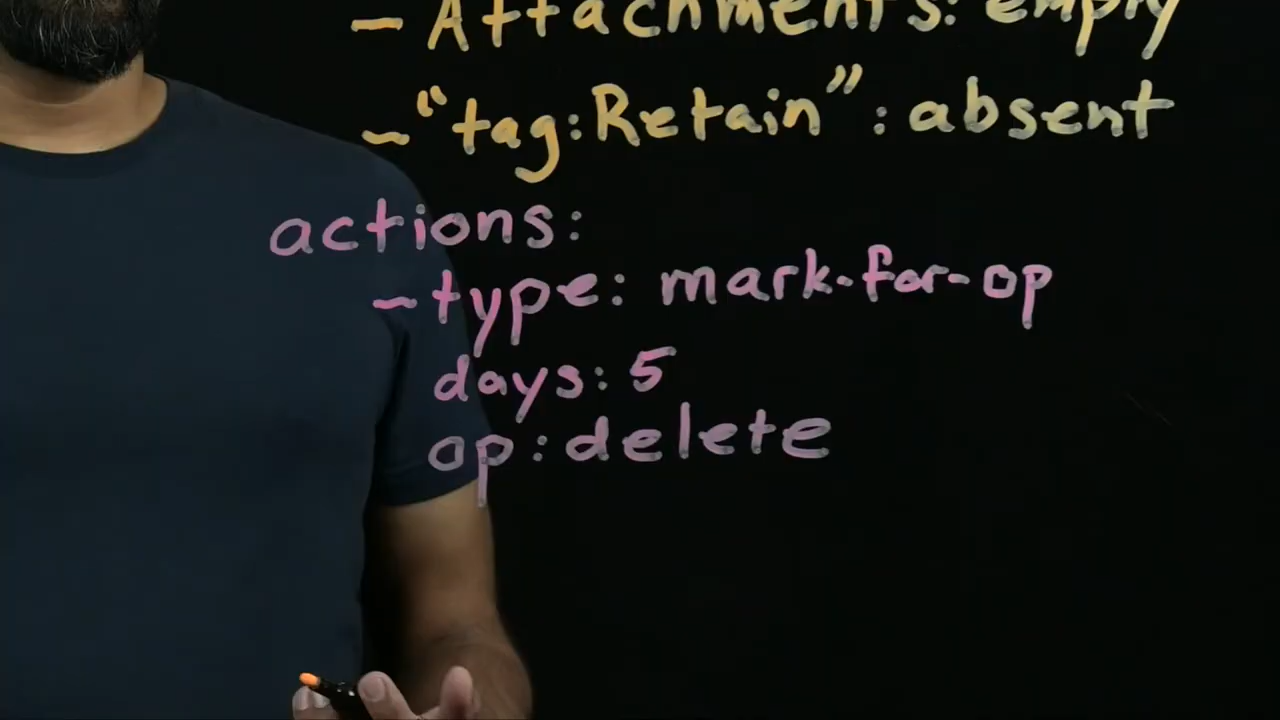 - Attachments: empty
- "tag:Retain": absent
actions:
- type: mark-for-op
days: 5
op: delete